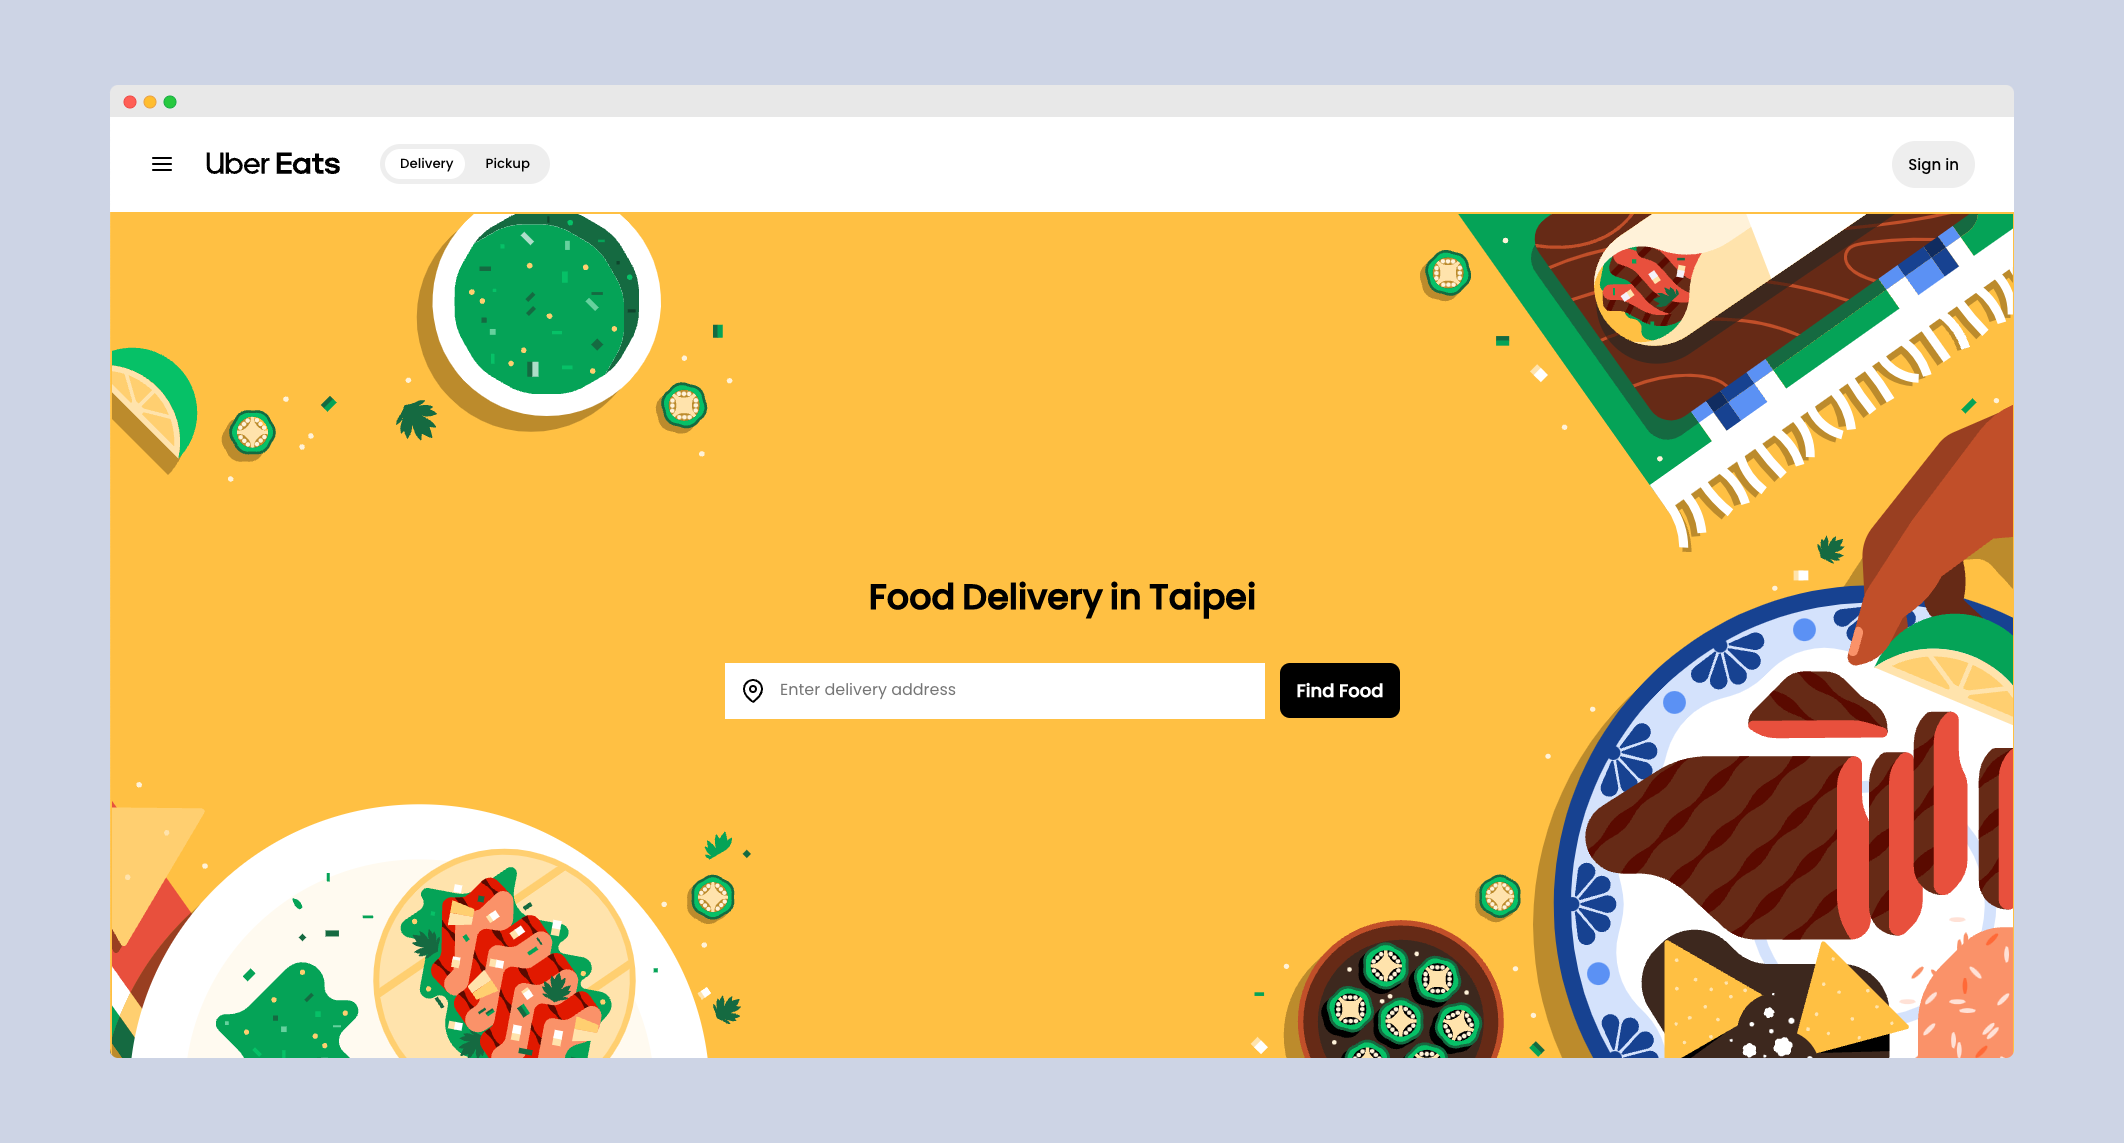 Uber Eats
Delivery Pickup
Sign in
Food Delivery in Taipei
Enter delivery address
Find Food